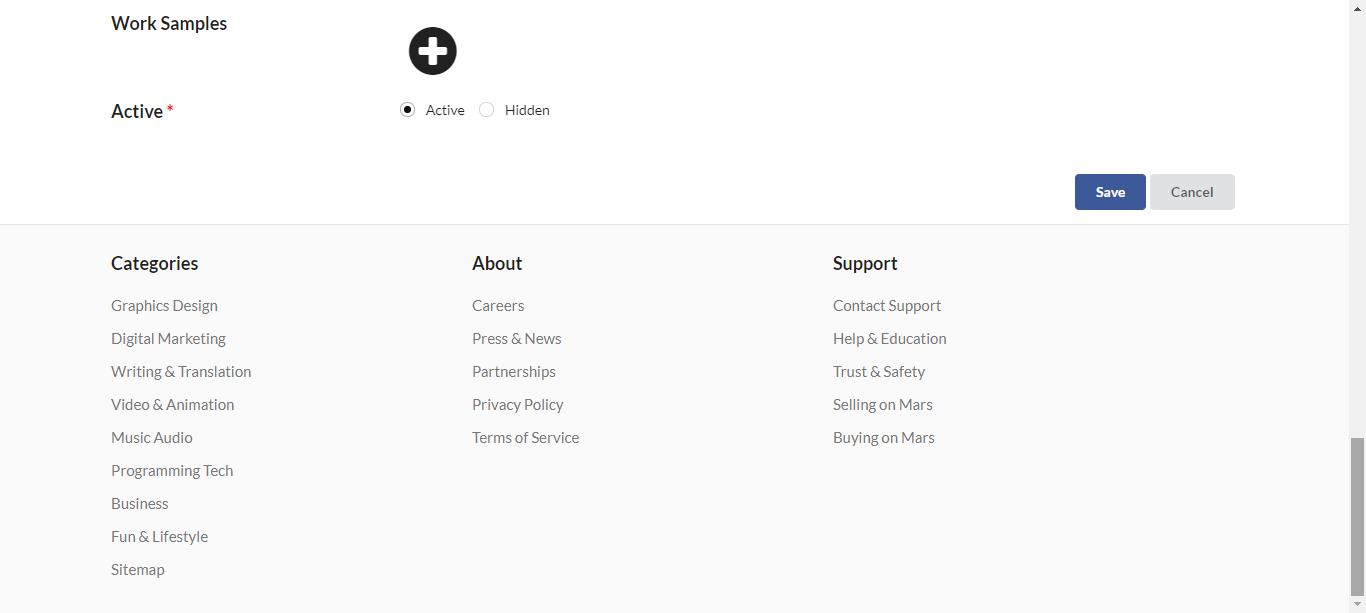 Work Samples
Active *
Active
Hidden
Save
Cancel
Categories
Graphics Design
Digital Marketing
Writing & Translation
Video & Animation
Music Audio
Programming Tech
Business
Fun & Lifestyle
Sitemap
About
Careers
Press & News
Partnerships
Privacy Policy
Terms of Service
Support
Contact Support
Help & Education
Trust & Safety
Selling on Mars
Buying on Mars